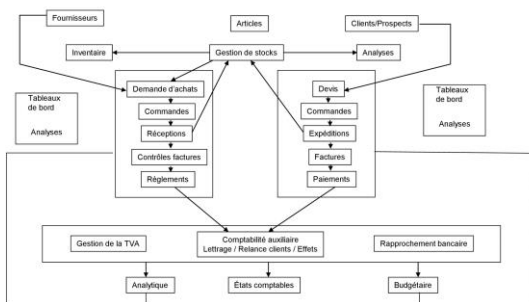 Fournisseurs
Articles
Clients/Prospects
Inventaire
Gestion de stocks
Analyses
Demande d'achats
Commandes
Réceptions
Contrôles factures
Réglements
Devis
Commandes
Expéditions
Factures
Paiements
Tableaux
de bord
Analyses
Tableaux
de bord
Analyses
Gestion de la TVA
Comptabilité auxiliaire
Lettrage / Relance clients / Effets
Rapprochement bancaire
Analytique
États comptables
Budgétaire